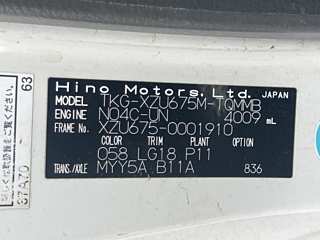 Hino Motors, Ltd. JAPAN
MODEL TKG-XZU675M-TQMMB
ENGINE N04C-UN 4009 mL
FRAME No. XZU675-0001910
COLOR TRIM PLANT OPTION
058 LG18 P11
TRANS./AXLE MYY5A B11A 836
63
37A70